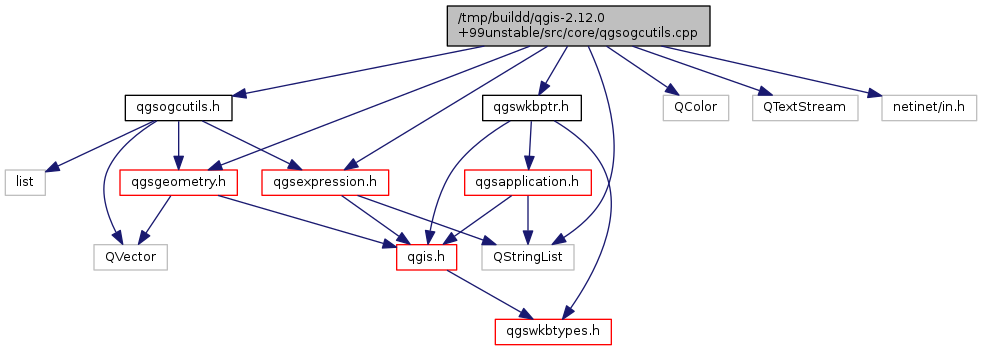 /tmp/buildd/qgis-2.12.0
+99unstable/src/core/qgsogcutils.cpp
qgsogcutils.h
qgswkbptr.h
QColor
QTextStream
netinet/in.h
list
qgsgeometry.h
qgsexpression.h
qgsapplication.h
QVector
qgis.h
QStringList
qgswkbtypes.h